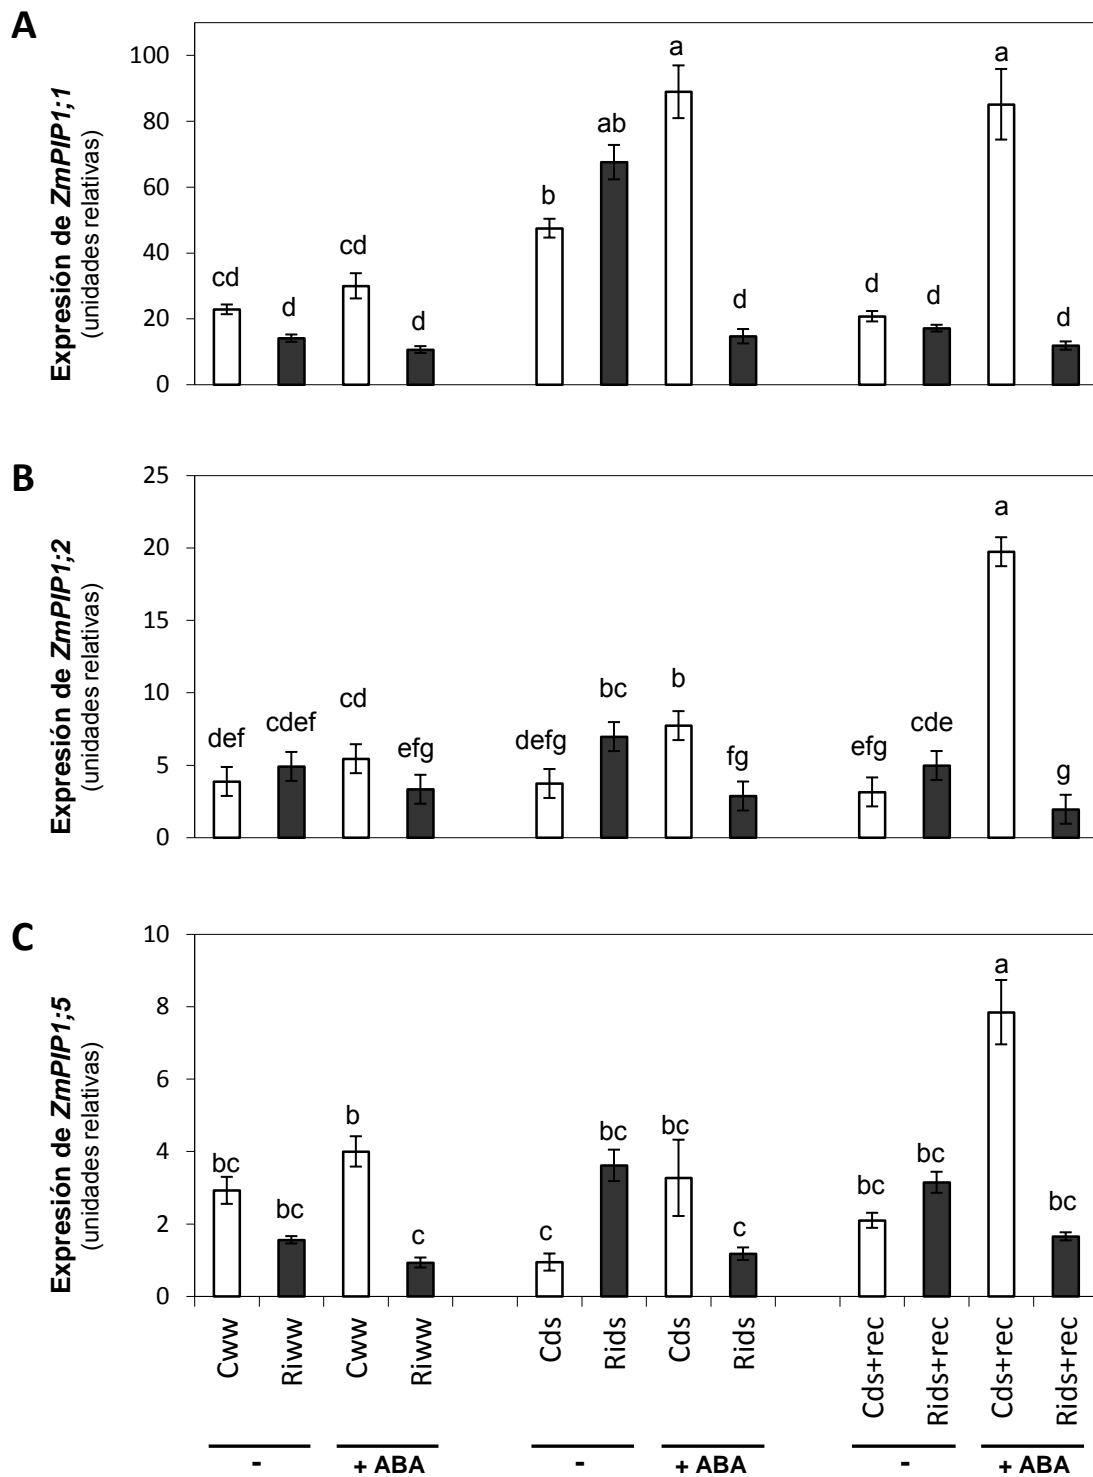 A
Expresión de ZmPIP1;1
(unidades relativas)
100
80
60
40
20
0
cd
d
cd
d
b
ab
a
d
d
d
a
d
B
Expresión de ZmPIP1;2
(unidades relativas)
25
20
15
10
5
0
def
cdef
cd
efg
defg
bc
b
fg
efg
cde
a
g
C
Expresión de ZmPIP1;5
(unidades relativas)
10
8
6
4
2
0
bc
bc
b
c
c
bc
bc
c
bc
bc
a
bc
Cww
Riww
Cww
Riww
Cds
Rids
Cds
Rids
Cds+rec
Rids+rec
Cds+rec
Rids+rec
- + ABA - + ABA - + ABA